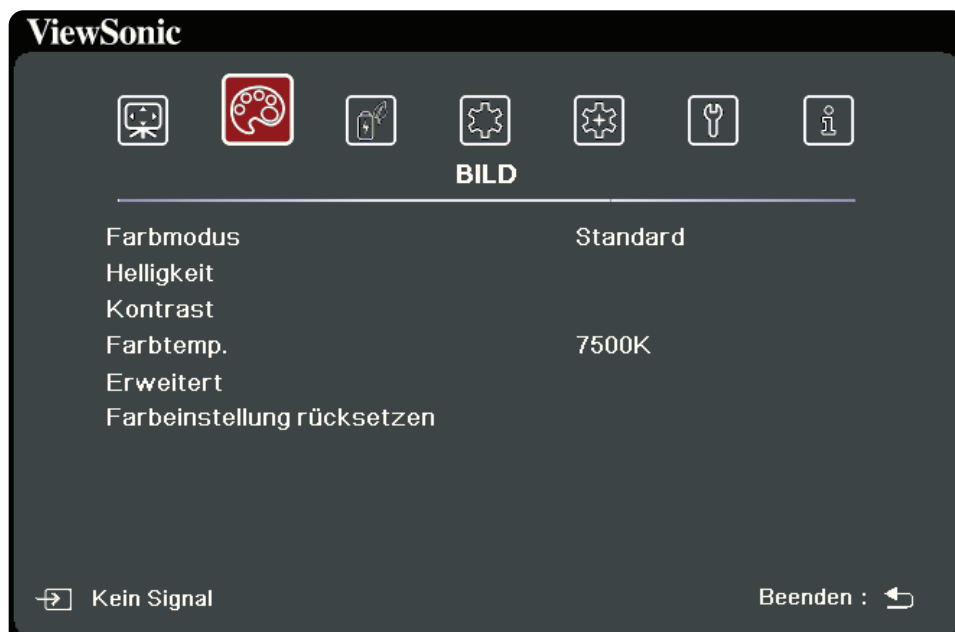 ViewSonic
BILD
Farbmodus Standard
Helligkeit
Kontrast
Farbtemp. 7500K
Erweitert
Farbeinstellung rücksetzen
Kein Signal Beenden :